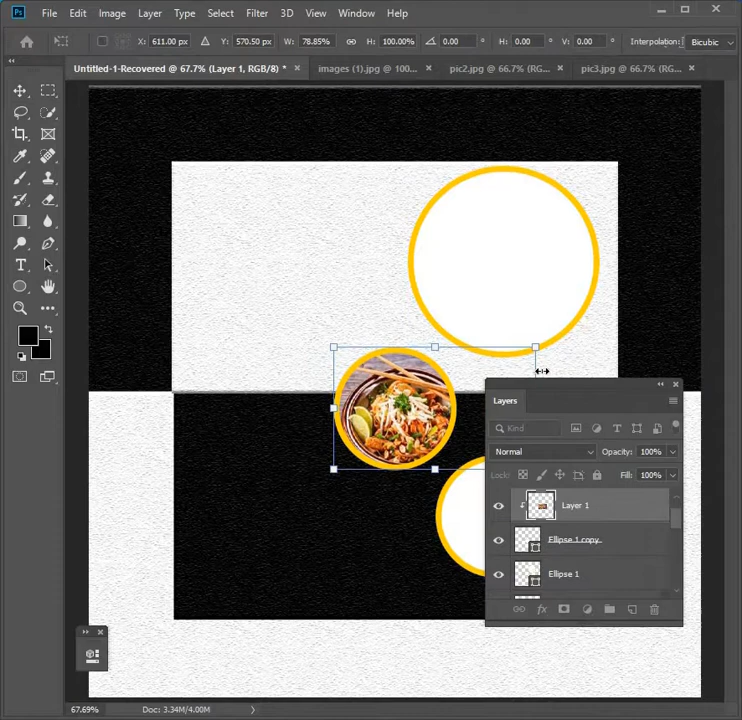 Ps File Edit Image Layer Type Select Filter 3D View Window Help
X: 611.00 px Y: 570.50 px W: 78.85% H: 100.00% 0.00 ° H: 0.00 ° V: 0.00 ° Interpolation: Bicubic
Untitled-1-Recovered @ 67.7% (Layer 1, RGB/8) * × images (1).jpg @ 100... × pic2.jpg @ 66.7% (RG... × pic3.jpg @ 66.7% (RG... ×
Layers
Kind
Normal Opacity: 100%
Lock: Fill: 100%
Layer 1
Ellipse 1 copy
Ellipse 1
fx
67.69% Doc: 3.34M/4.00M